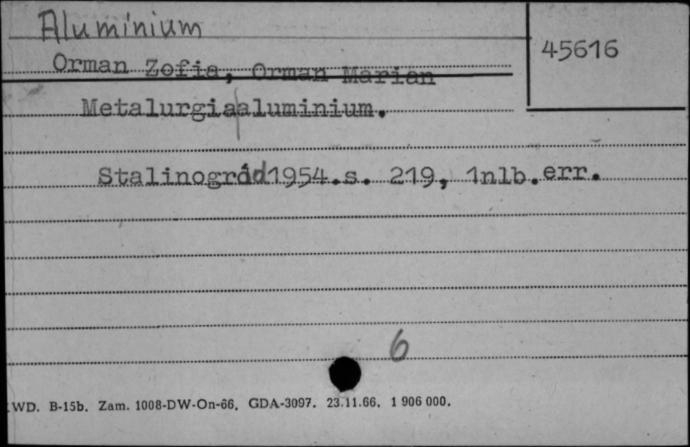 Aluminium
45616
Orman Zofia, Orman Marian
Metalurgia aluminium.
Stalinogród 1954.s. 219, 1nlb.err.
6
WD. B-15b. Zam. 1008-DW-On-66. GDA-3097. 23.11.66. 1 906 000.